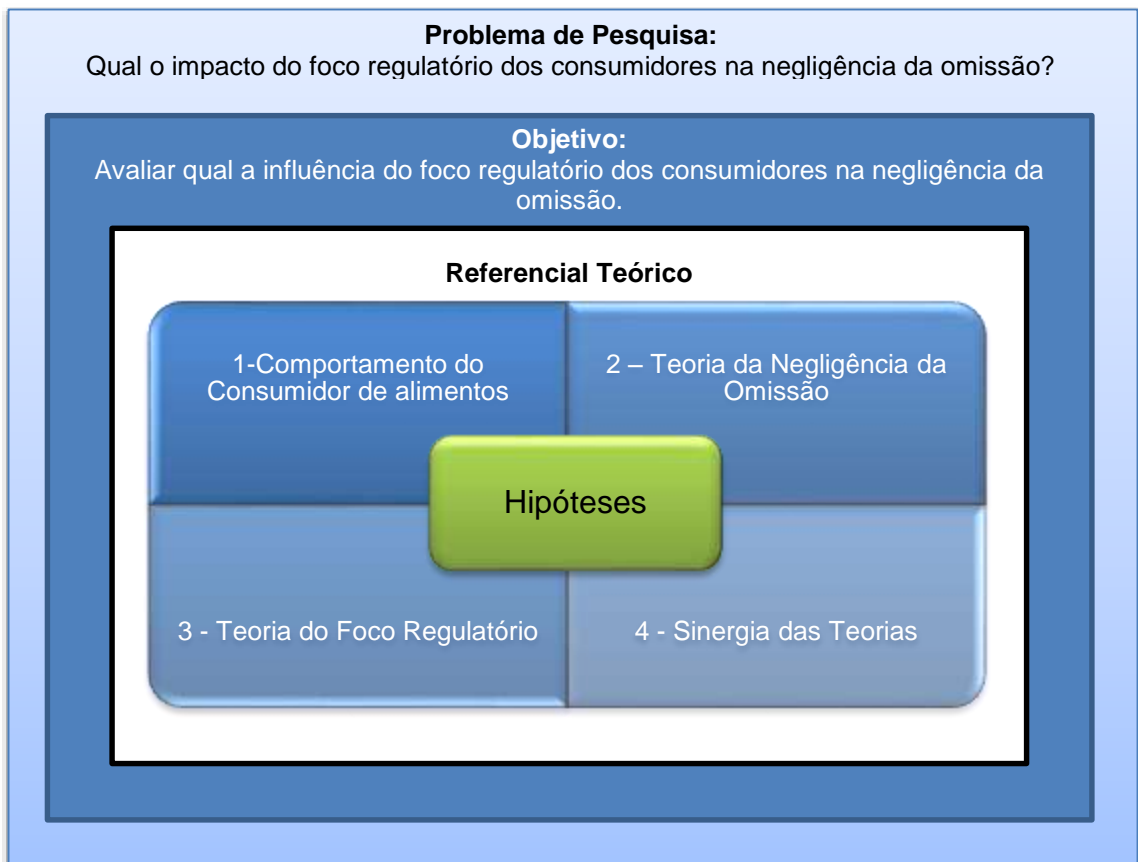 Problema de Pesquisa:
Qual o impacto do foco regulatório dos consumidores na negligência da omissão?
Objetivo:
Avaliar qual a influência do foco regulatório dos consumidores na negligência da
omissão.
Referencial Teórico
1-Comportamento do
Consumidor de alimentos
2 – Teoria da Negligência da
Omissão
Hipóteses
3 - Teoria do Foco Regulatório
4 - Sinergia das Teorias